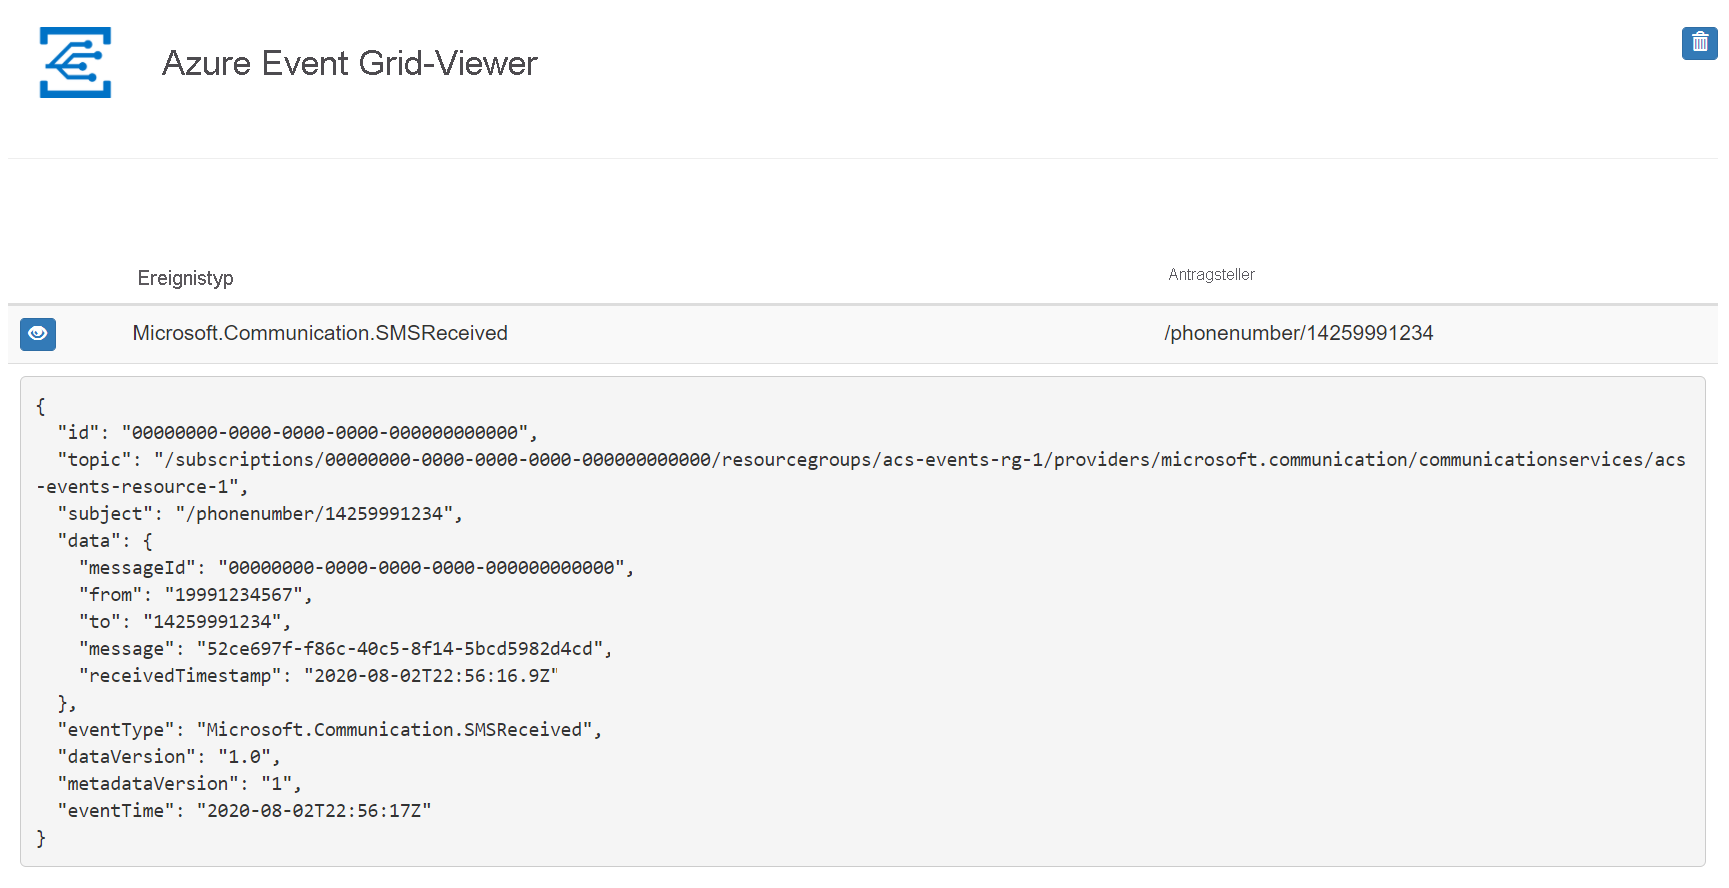 Azure Event Grid-Viewer
Ereignistyp
Antragsteller
Microsoft.Communication.SMSReceived
/phonenumber/14259991234
{
  "id": "00000000-0000-0000-0000-000000000000",
  "topic": "/subscriptions/00000000-0000-0000-0000-000000000000/resourcegroups/acs-events-rg-1/providers/microsoft.communication/communicationservices/acs
-events-resource-1",
  "subject": "/phonenumber/14259991234",
  "data": {
    "messageId": "00000000-0000-0000-0000-000000000000",
    "from": "19991234567",
    "to": "14259991234",
    "message": "52ce697f-f86c-40c5-8f14-5bcd5982d4cd",
    "receivedTimestamp": "2020-08-02T22:56:16.9Z"
  },
  "eventType": "Microsoft.Communication.SMSReceived",
  "dataVersion": "1.0",
  "metadataVersion": "1",
  "eventTime": "2020-08-02T22:56:17Z"
}